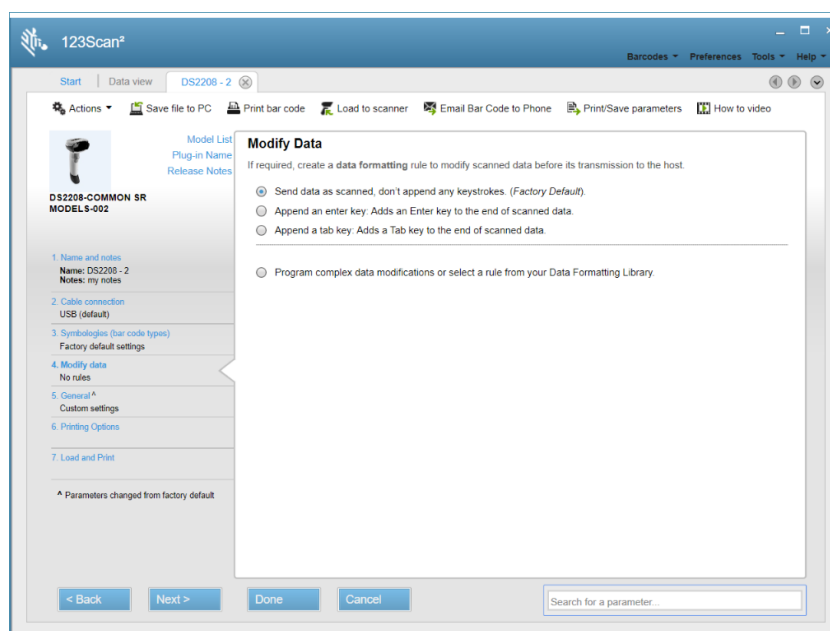 123Scan²
Barcodes Preferences Tools Help
Start Data view DS2208 - 2
Actions Save file to PC Print bar code Load to scanner Email Bar Code to Phone Print/Save parameters How to video
Model List
Plug-in Name
Release Notes
DS2208-COMMON SR
MODELS-002
1. Name and notes
Name: DS2208 - 2
Notes: my notes
2. Cable connection
USB (default)
3. Symbologies (bar code types)
Factory default settings
4. Modify data
No rules
5. General ^
Custom settings
6. Printing Options
7. Load and Print
^ Parameters changed from factory default
Modify Data
If required, create a data formatting rule to modify scanned data before its transmission to the host.
Send data as scanned, don't append any keystrokes. (Factory Default).
Append an enter key: Adds an Enter key to the end of scanned data.
Append a tab key: Adds a Tab key to the end of scanned data.
Program complex data modifications or select a rule from your Data Formatting Library.
< Back Next > Done Cancel Search for a parameter...